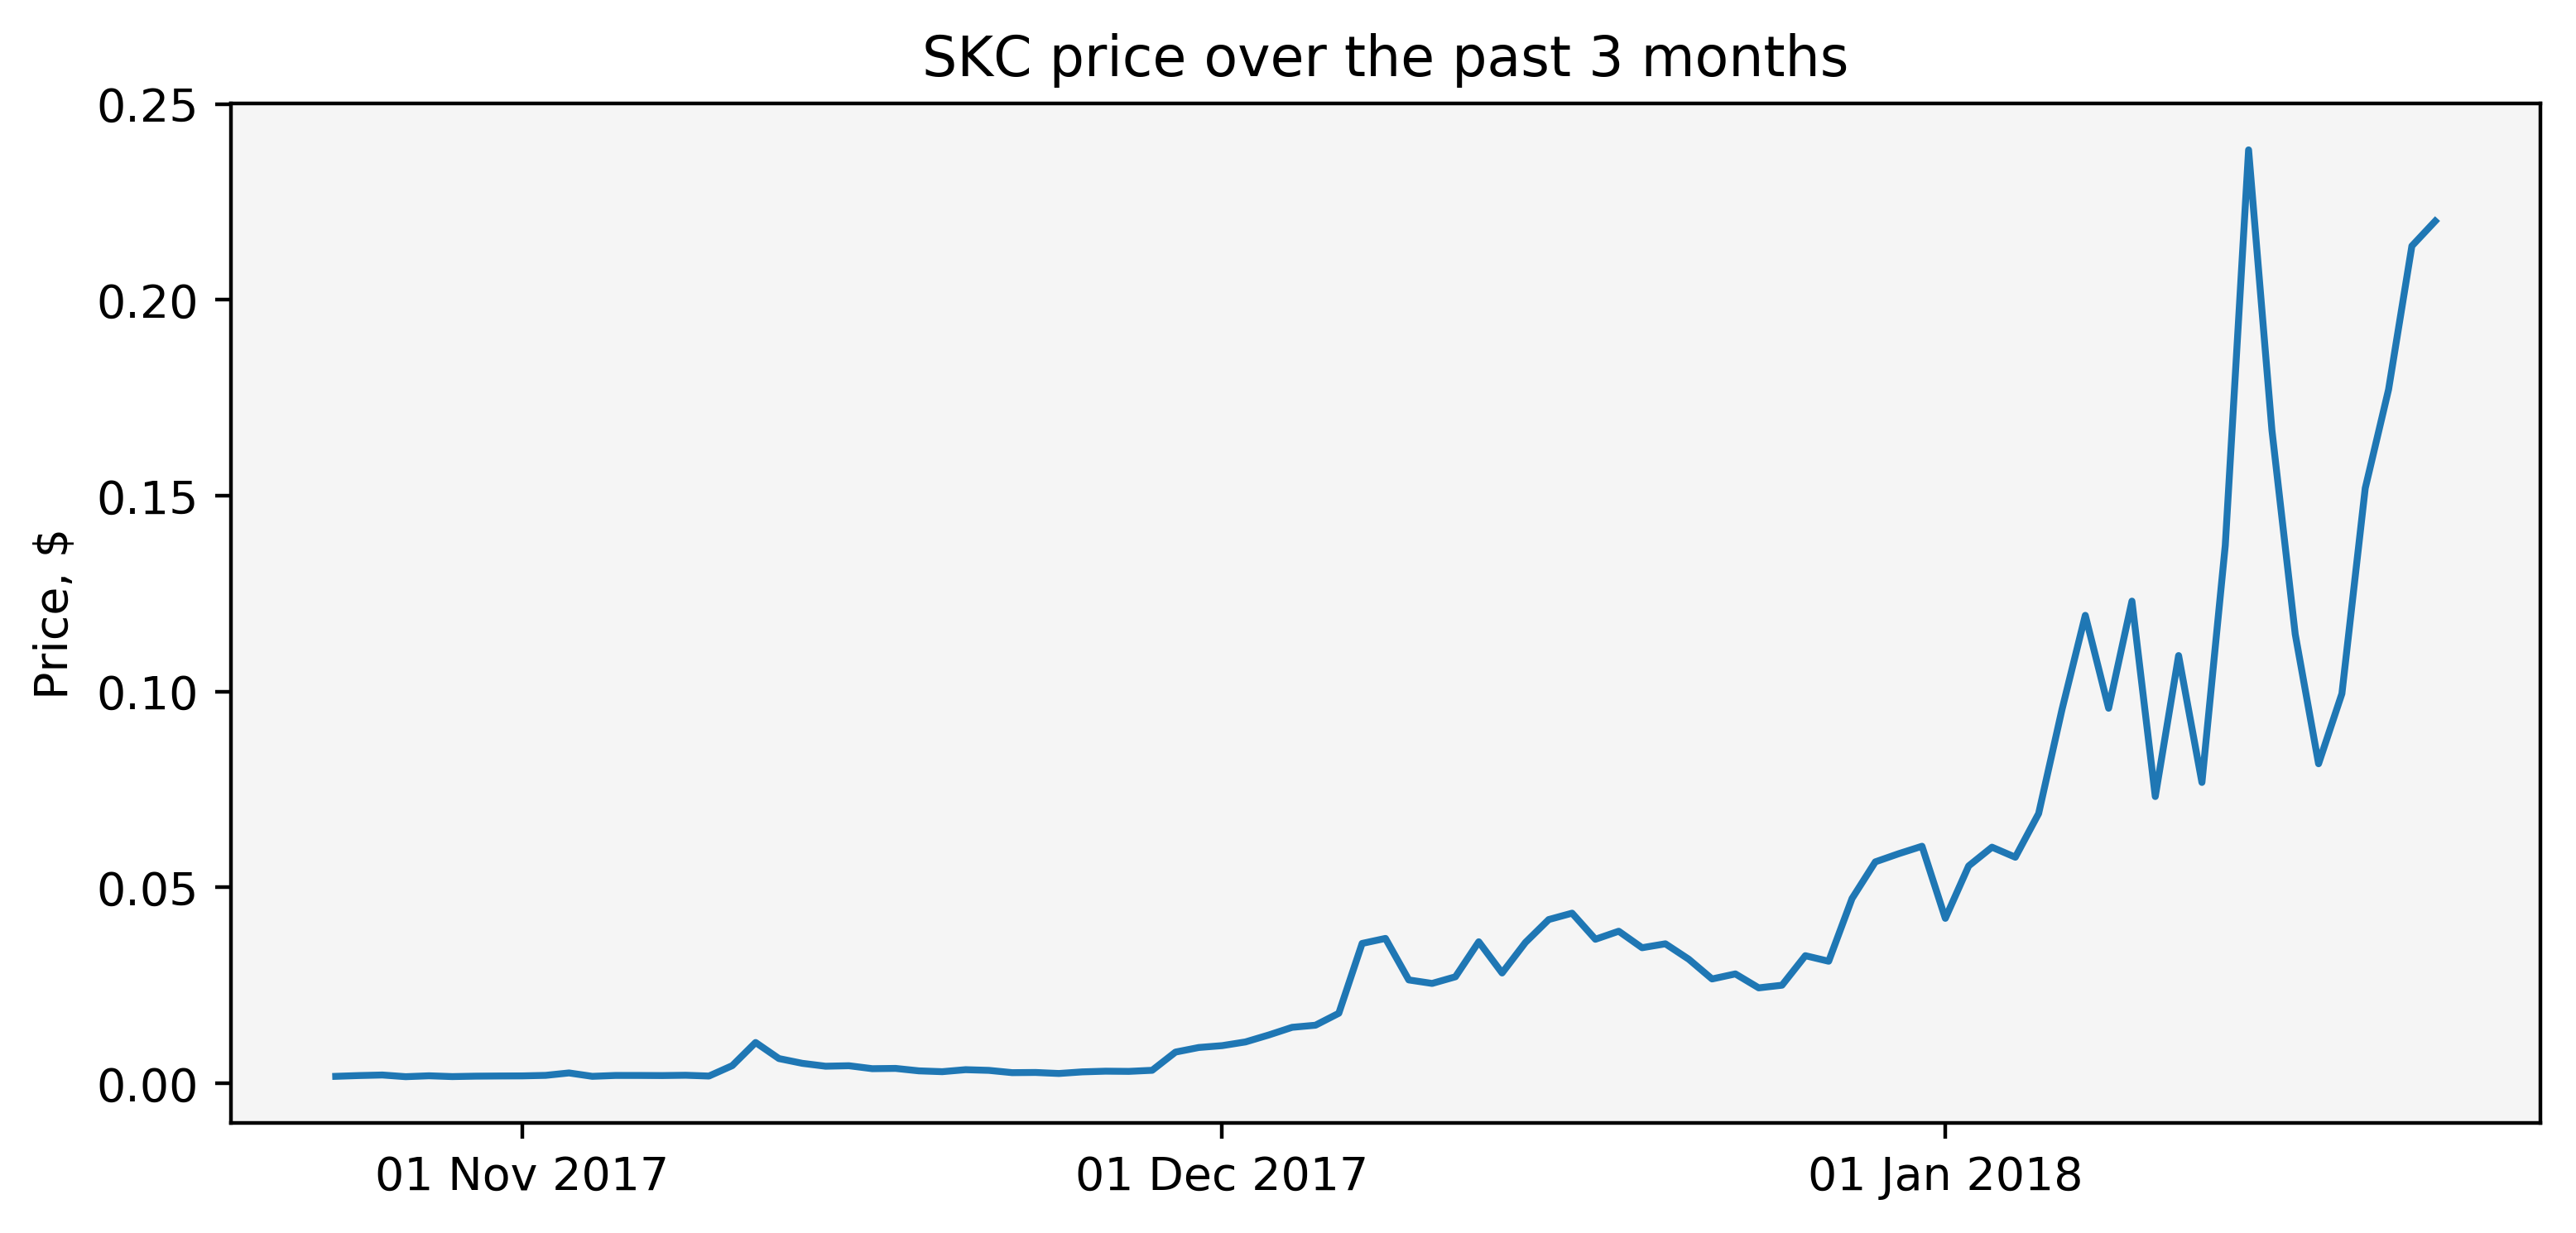 SKC price over the past 3 months
0.25
0.20
0.15
0.10
0.05
0.00
Price, $
01 Nov 2017
01 Dec 2017
01 Jan 2018